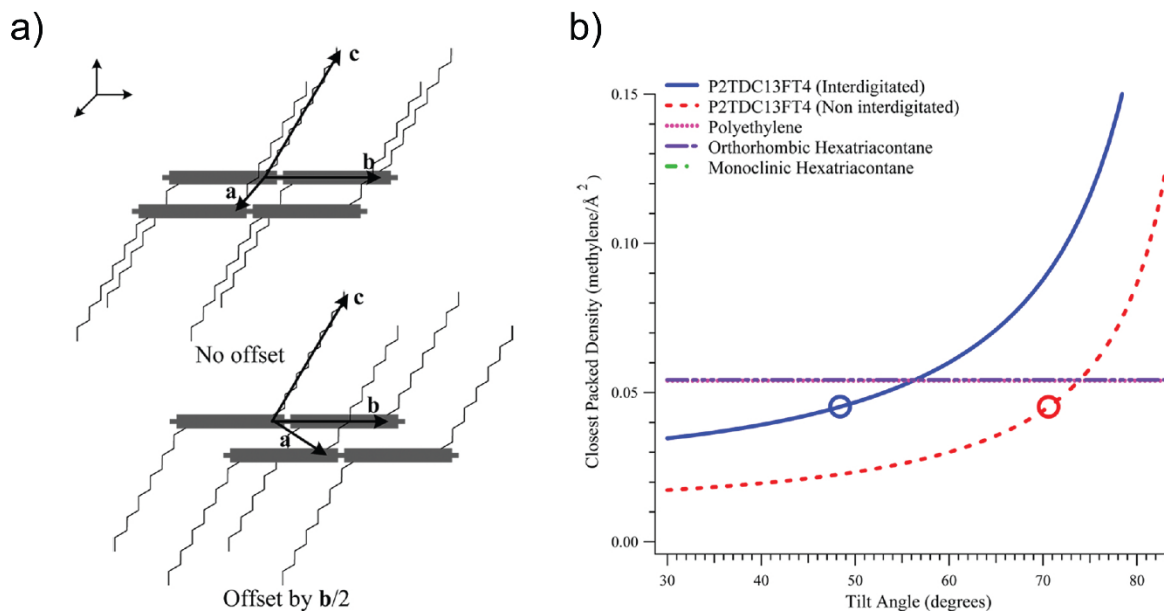 a)
c
b
a
No offset
c
b
a
Offset by b/2
b)
P2TDC13FT4 (Interdigitated)
P2TDC13FT4 (Non interdigitated)
Polyethylene
Orthorhombic Hexatriacontane
Monoclinic Hexatriacontane
Closest Packed Density (methylene/Å²)
0.15
0.10
0.05
0.00
30 40 50 60 70 80
Tilt Angle (degrees)